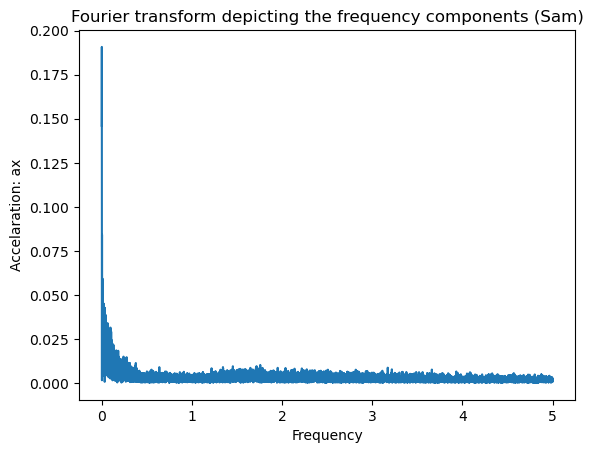 Fourier transform depicting the frequency components (Sam)
0.200
0.175
0.150
0.125
0.100
0.075
0.050
0.025
0.000
Accelaration: ax
0 1 2 3 4 5
Frequency